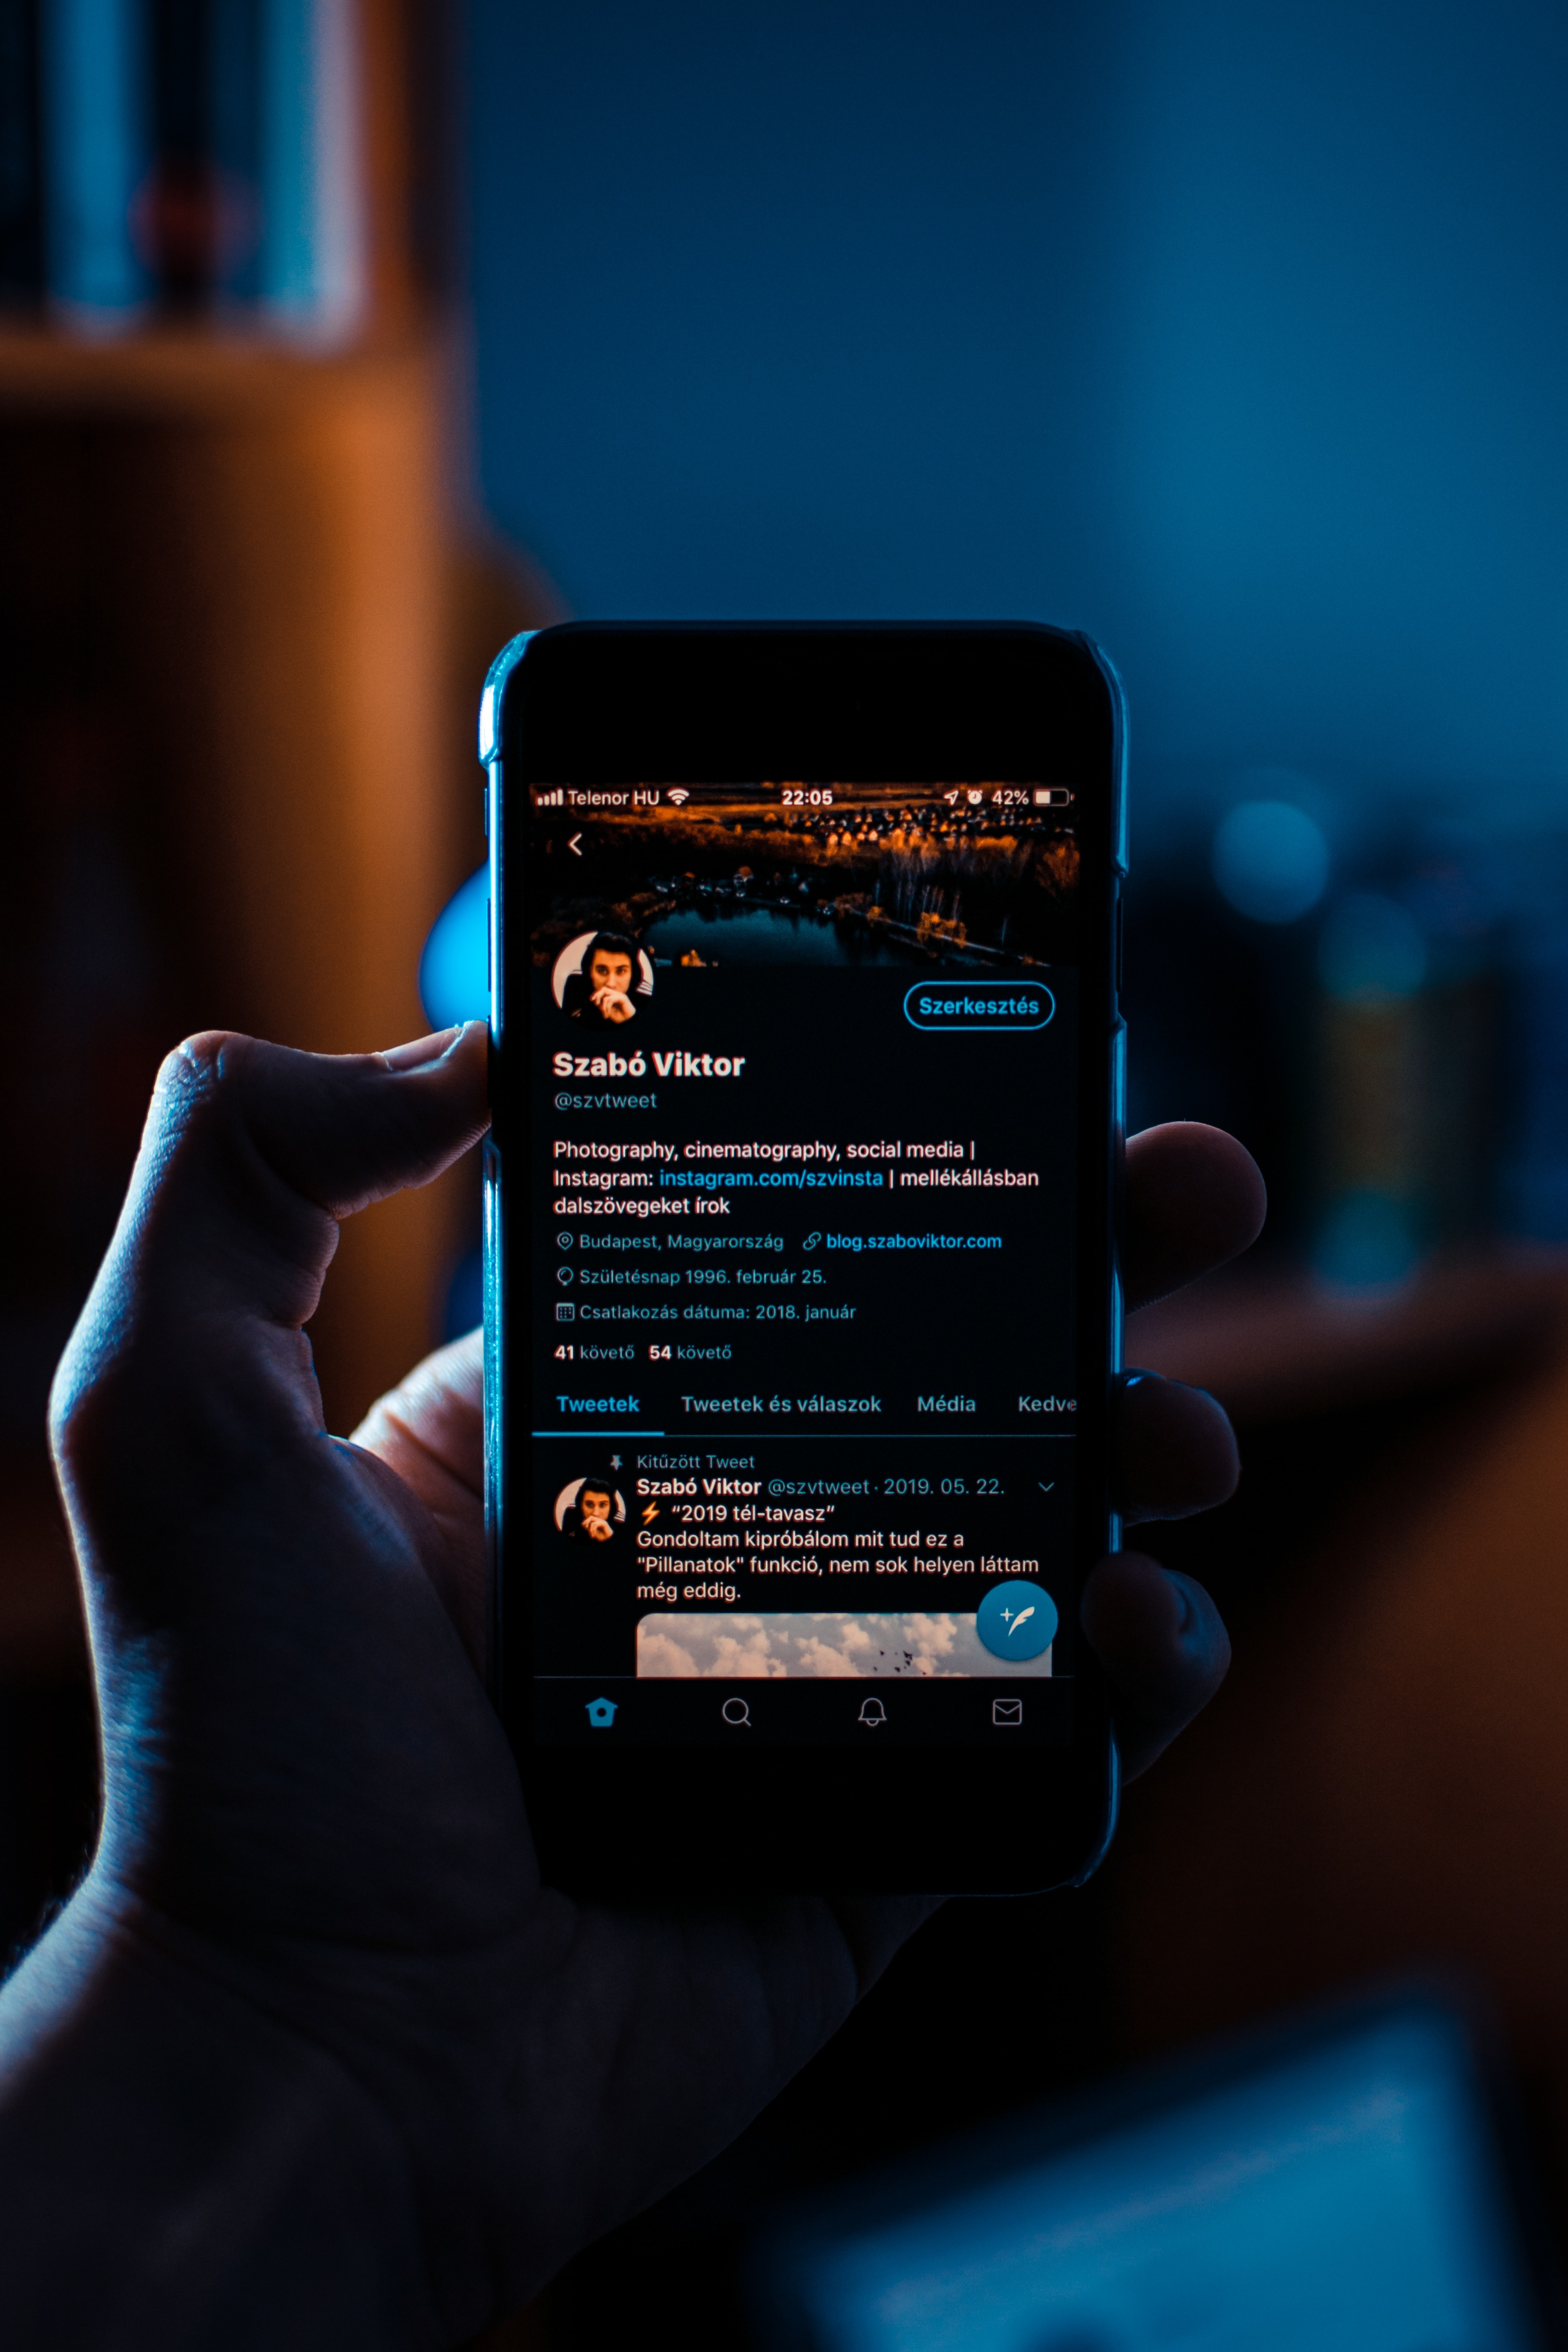 Telenor HU 22:05 42%
Szerkesztés
Szabó Viktor
@szvtweet
Photography, cinematography, social media |
Instagram: instagram.com/szvinsta | mellékállásban
dalszövegeket írok
Budapest, Magyarország blog.szaboviktor.com
Születésnap 1996. február 25.
Csatlakozás dátuma: 2018. január
41 követő 54 követő
Tweetek Tweetek és válaszok Média Kedve
Kitűzött Tweet
Szabó Viktor @szvtweet · 2019. 05. 22.
⚡ “2019 tél-tavasz”
Gondoltam kipróbálom mit tud ez a
"Pillanatok" funkció, nem sok helyen láttam
még eddig.